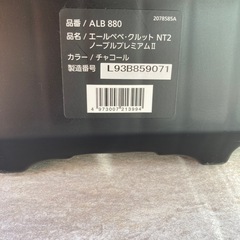 品番 / ALB 880
2078585A
品名 / エールベベ・クルット NT2
ノーブルプレミアムⅡ
カラー / チャコール
製造番号 L93B859071
4 973007 213894